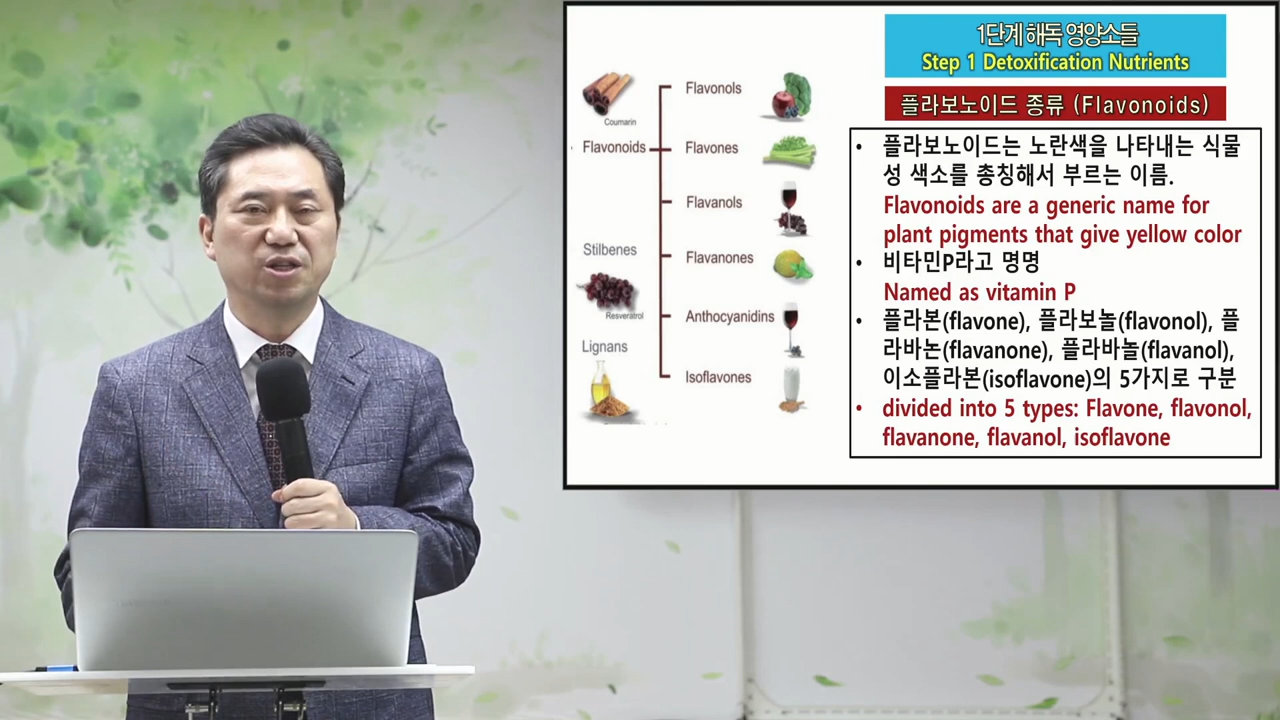 1단계 해독 영양소들
Step 1 Detoxification Nutrients
플라보노이드 종류 (Flavonoids)
Coumarin
Flavonoids
Stilbenes
Resveratrol
Lignans
Flavonols
Flavones
Flavanols
Flavanones
Anthocyanidins
Isoflavones
• 플라보노이드는 노란색을 나타내는 식물
성 색소를 총칭해서 부르는 이름.
Flavonoids are a generic name for
plant pigments that give yellow color
• 비타민P라고 명명
Named as vitamin P
• 플라본(flavone), 플라보놀(flavonol), 플
라바논(flavanone), 플라바놀(flavanol),
이소플라본(isoflavone)의 5가지로 구분
• divided into 5 types: Flavone, flavonol,
flavanone, flavanol, isoflavone